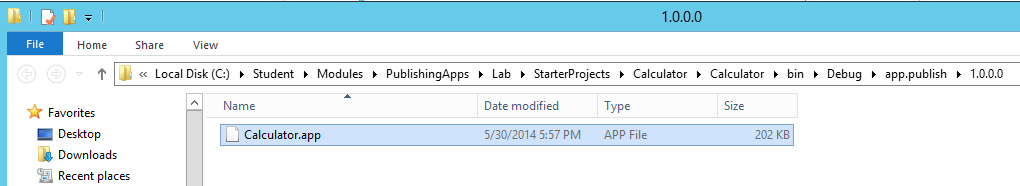 1.0.0.0
File Home Share View
« Local Disk (C:) ▸ Student ▸ Modules ▸ PublishingApps ▸ Lab ▸ StarterProjects ▸ Calculator ▸ Calculator ▸ bin ▸ Debug ▸ app.publish ▸ 1.0.0.0
Favorites
Desktop
Downloads
Recent places
Name Date modified Type Size
Calculator.app 5/30/2014 5:57 PM APP File 202 KB